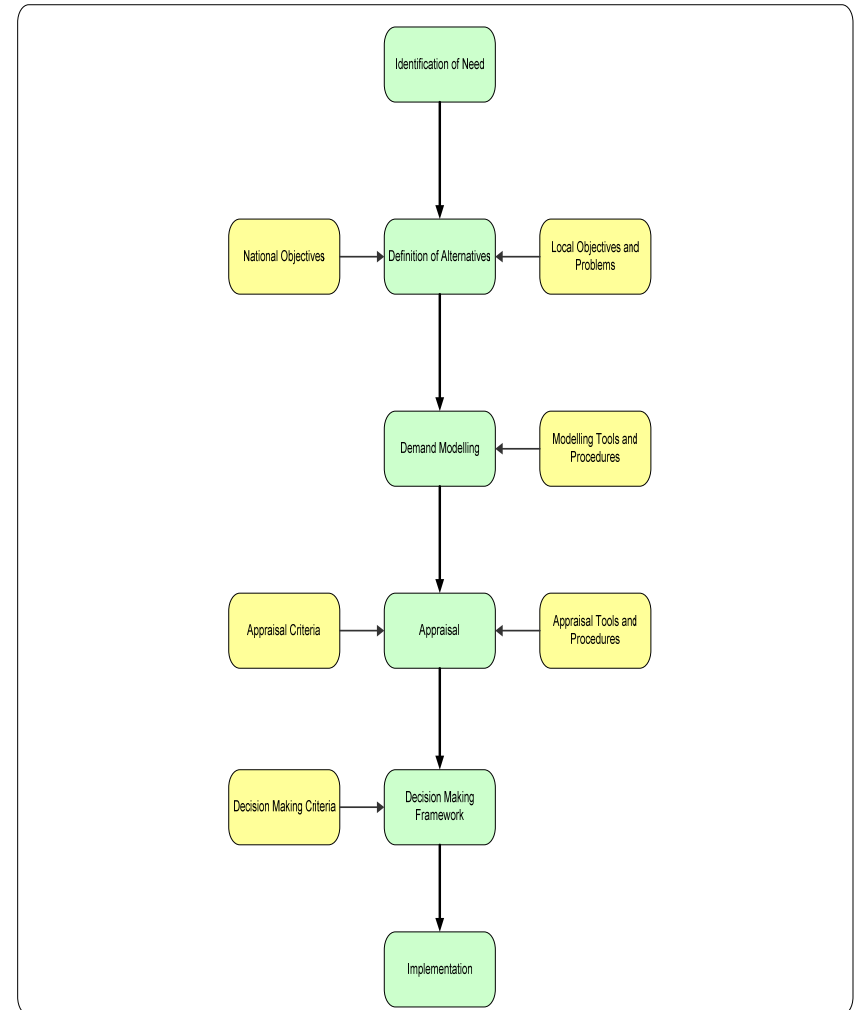 Identification of Need
National Objectives
Definition of Alternatives
Local Objectives and
Problems
Demand Modelling
Modelling Tools and
Procedures
Appraisal Criteria
Appraisal
Appraisal Tools and
Procedures
Decision Making Criteria
Decision Making
Framework
Implementation